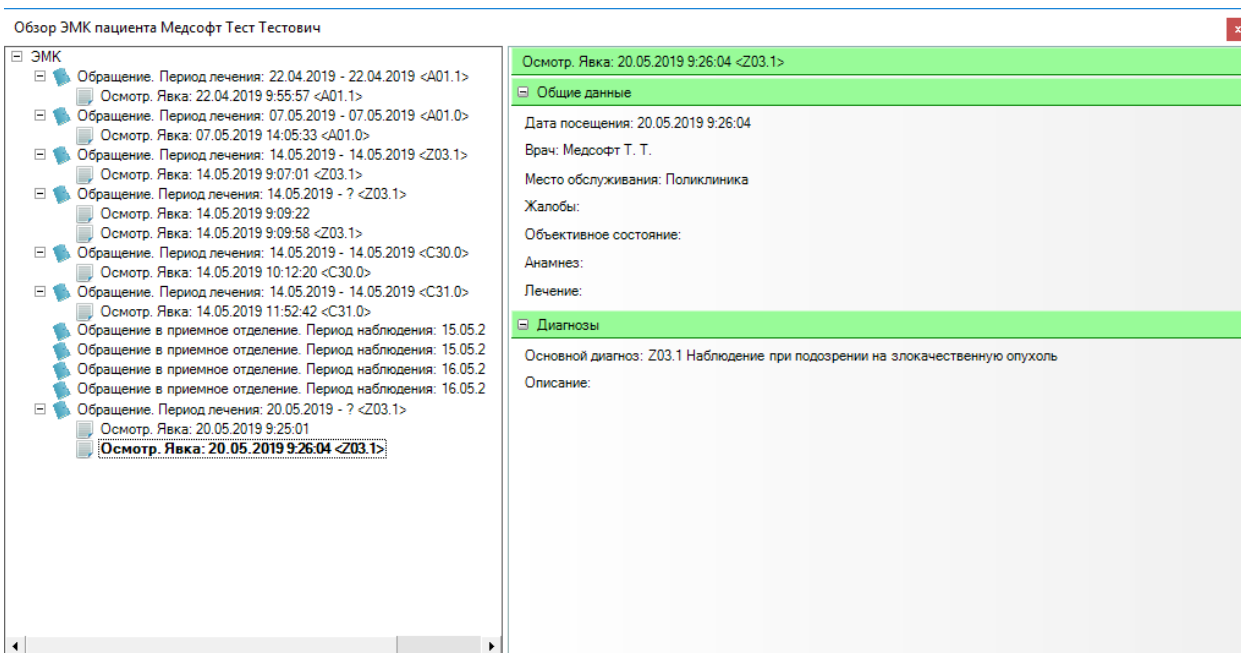 Обзор ЭМК пациента Медсофт Тест Тестович
x
ЭМК
Обращение. Период лечения: 22.04.2019 - 22.04.2019 <A01.1>
Осмотр. Явка: 22.04.2019 9:55:57 <A01.1>
Обращение. Период лечения: 07.05.2019 - 07.05.2019 <A01.0>
Осмотр. Явка: 07.05.2019 14:05:33 <A01.0>
Обращение. Период лечения: 14.05.2019 - 14.05.2019 <Z03.1>
Осмотр. Явка: 14.05.2019 9:07:01 <Z03.1>
Обращение. Период лечения: 14.05.2019 - ? <Z03.1>
Осмотр. Явка: 14.05.2019 9:09:22
Осмотр. Явка: 14.05.2019 9:09:58 <Z03.1>
Обращение. Период лечения: 14.05.2019 - 14.05.2019 <C30.0>
Осмотр. Явка: 14.05.2019 10:12:20 <C30.0>
Обращение. Период лечения: 14.05.2019 - 14.05.2019 <C31.0>
Осмотр. Явка: 14.05.2019 11:52:42 <C31.0>
Обращение в приемное отделение. Период наблюдения: 15.05.2
Обращение в приемное отделение. Период наблюдения: 15.05.2
Обращение в приемное отделение. Период наблюдения: 16.05.2
Обращение в приемное отделение. Период наблюдения: 16.05.2
Обращение. Период лечения: 20.05.2019 - ? <Z03.1>
Осмотр. Явка: 20.05.2019 9:25:01
Осмотр. Явка: 20.05.2019 9:26:04 <Z03.1>
Осмотр. Явка: 20.05.2019 9:26:04 <Z03.1>
Общие данные
Дата посещения: 20.05.2019 9:26:04
Врач: Медсофт Т. Т.
Место обслуживания: Поликлиника
Жалобы:
Объективное состояние:
Анамнез:
Лечение:
Диагнозы
Основной диагноз: Z03.1 Наблюдение при подозрении на злокачественную опухоль
Описание: